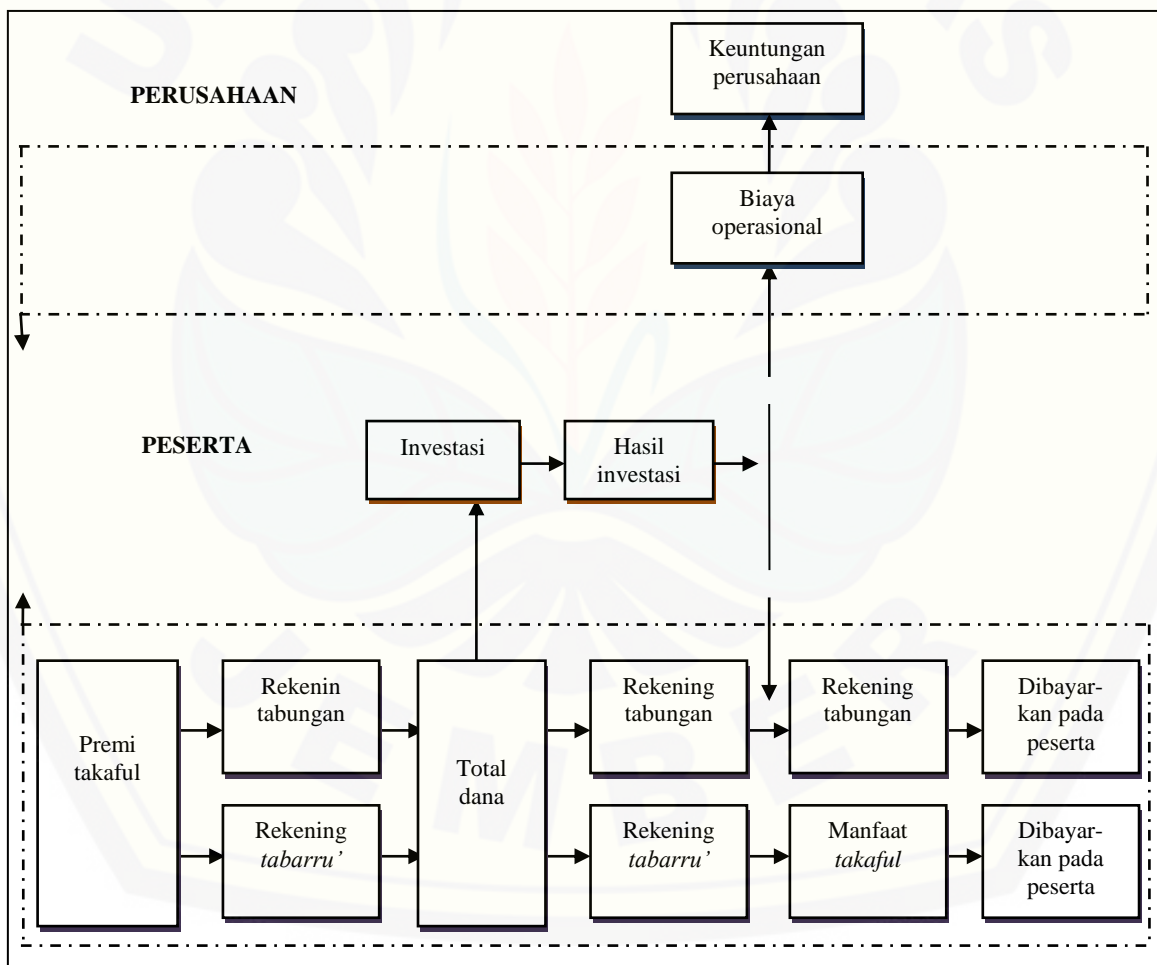 Keuntungan
perusahaan
PERUSAHAAN
Biaya
operasional
PESERTA
Investasi
Hasil
investasi
Premi
takaful
Rekenin
tabungan
Rekening
tabarru’
Total
dana
Rekening
tabungan
Rekening
tabarru’
Rekening
tabungan
Manfaat
takaful
Dibayar-
kan pada
peserta
Dibayar-
kan pada
peserta
JEMBER